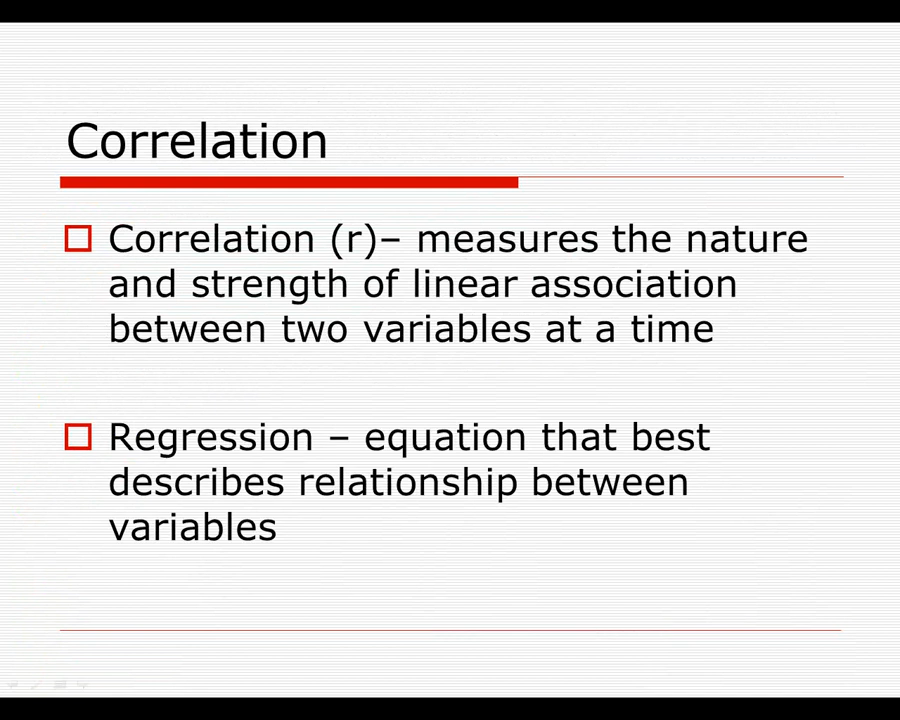 Correlation
Correlation (r)– measures the nature
and strength of linear association
between two variables at a time
Regression – equation that best
describes relationship between
variables